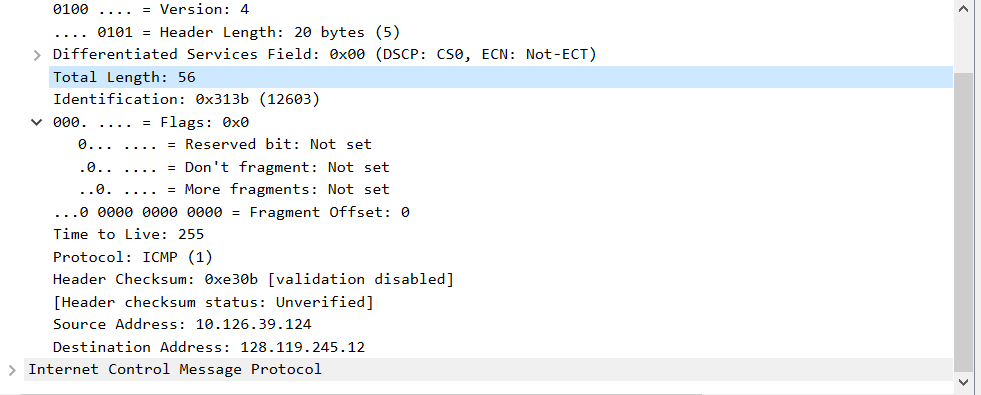 0100 .... = Version: 4
.... 0101 = Header Length: 20 bytes (5)
Differentiated Services Field: 0x00 (DSCP: CS0, ECN: Not-ECT)
Total Length: 56
Identification: 0x313b (12603)
000. .... = Flags: 0x0
0... .... = Reserved bit: Not set
.0.. .... = Don't fragment: Not set
..0. .... = More fragments: Not set
...0 0000 0000 0000 = Fragment Offset: 0
Time to Live: 255
Protocol: ICMP (1)
Header Checksum: 0xe30b [validation disabled]
[Header checksum status: Unverified]
Source Address: 10.126.39.124
Destination Address: 128.119.245.12
Internet Control Message Protocol